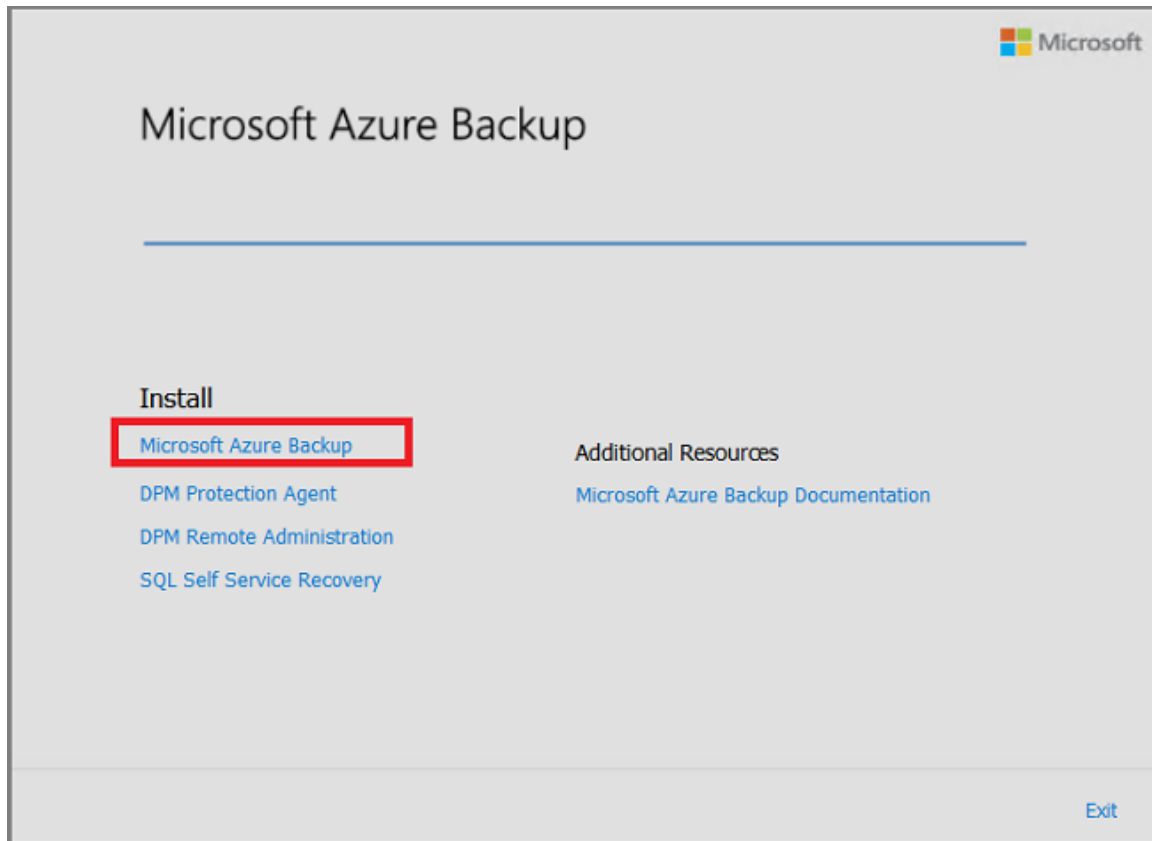 Microsoft
Microsoft Azure Backup
Install
Microsoft Azure Backup
DPM Protection Agent
DPM Remote Administration
SQL Self Service Recovery
Additional Resources
Microsoft Azure Backup Documentation
Exit